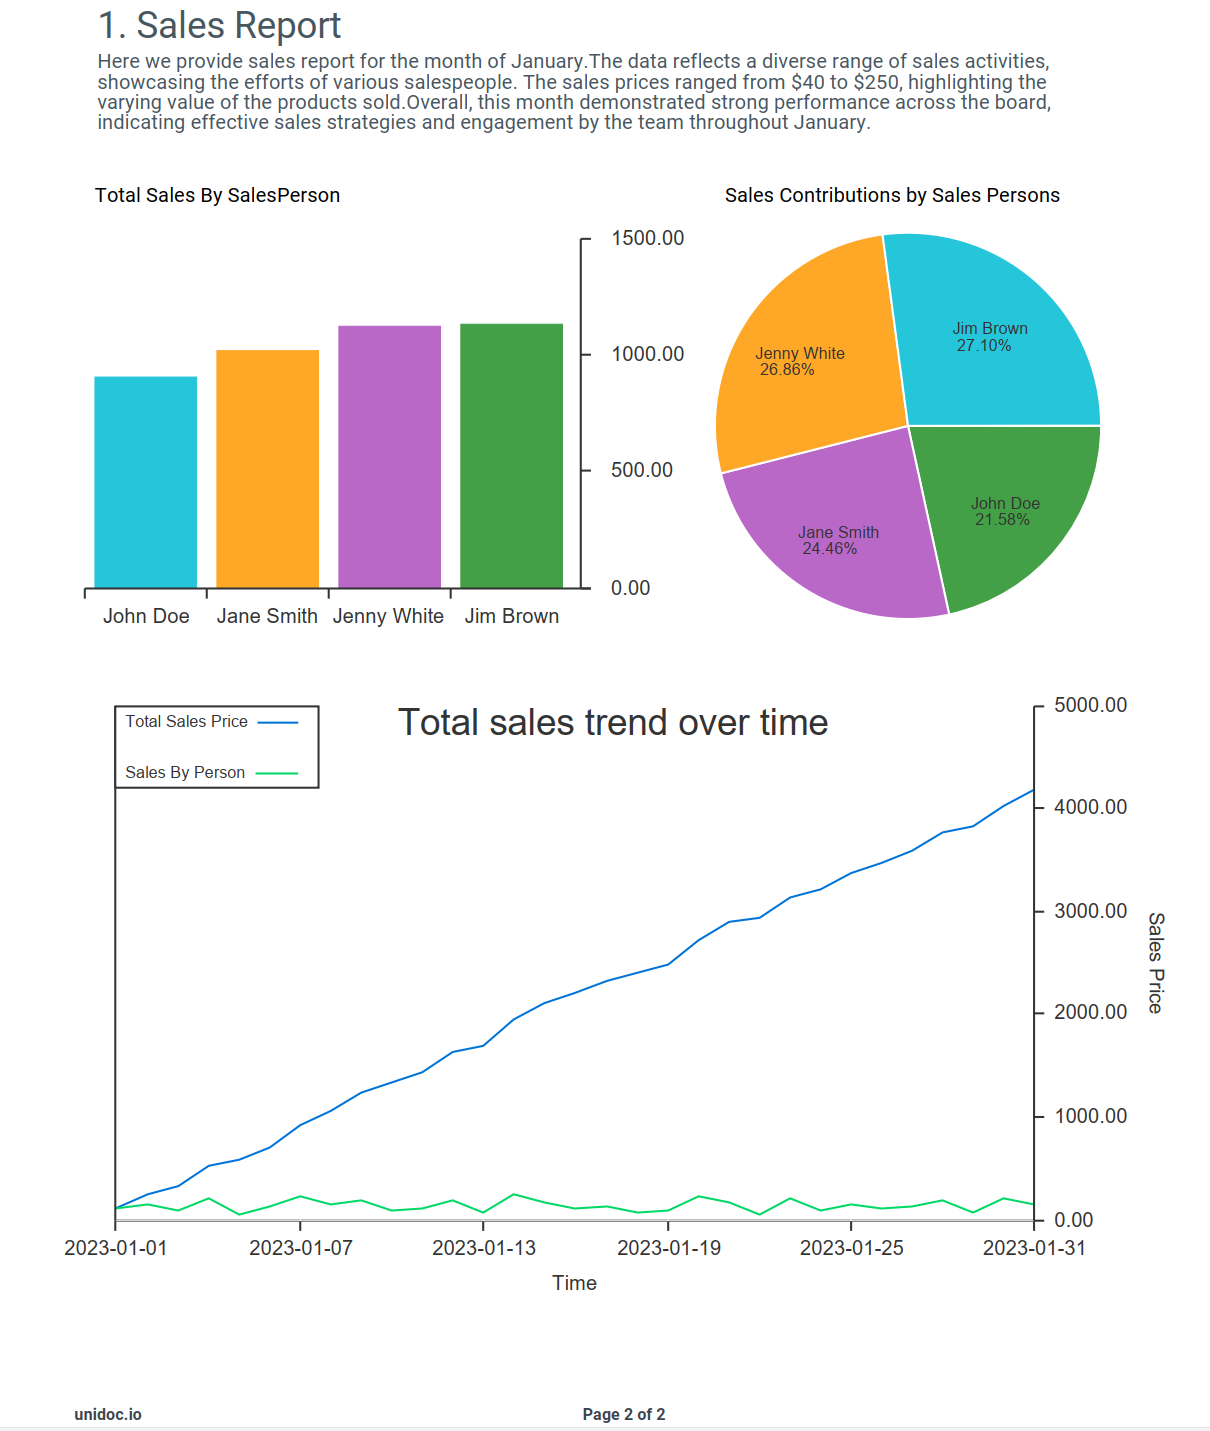 1. Sales Report
Here we provide sales report for the month of January.The data reflects a diverse range of sales activities,
showcasing the efforts of various salespeople. The sales prices ranged from $40 to $250, highlighting the
varying value of the products sold.Overall, this month demonstrated strong performance across the board,
indicating effective sales strategies and engagement by the team throughout January.
Total Sales By SalesPerson
1500.00
1000.00
500.00
0.00
John Doe
Jane Smith
Jenny White
Jim Brown
Sales Contributions by Sales Persons
Jim Brown
27.10%
Jenny White
26.86%
John Doe
21.58%
Jane Smith
24.46%
Total sales trend over time
Total Sales Price
Sales By Person
5000.00
4000.00
3000.00
2000.00
1000.00
0.00
Sales Price
2023-01-01
2023-01-07
2023-01-13
2023-01-19
2023-01-25
2023-01-31
Time
unidoc.io
Page 2 of 2